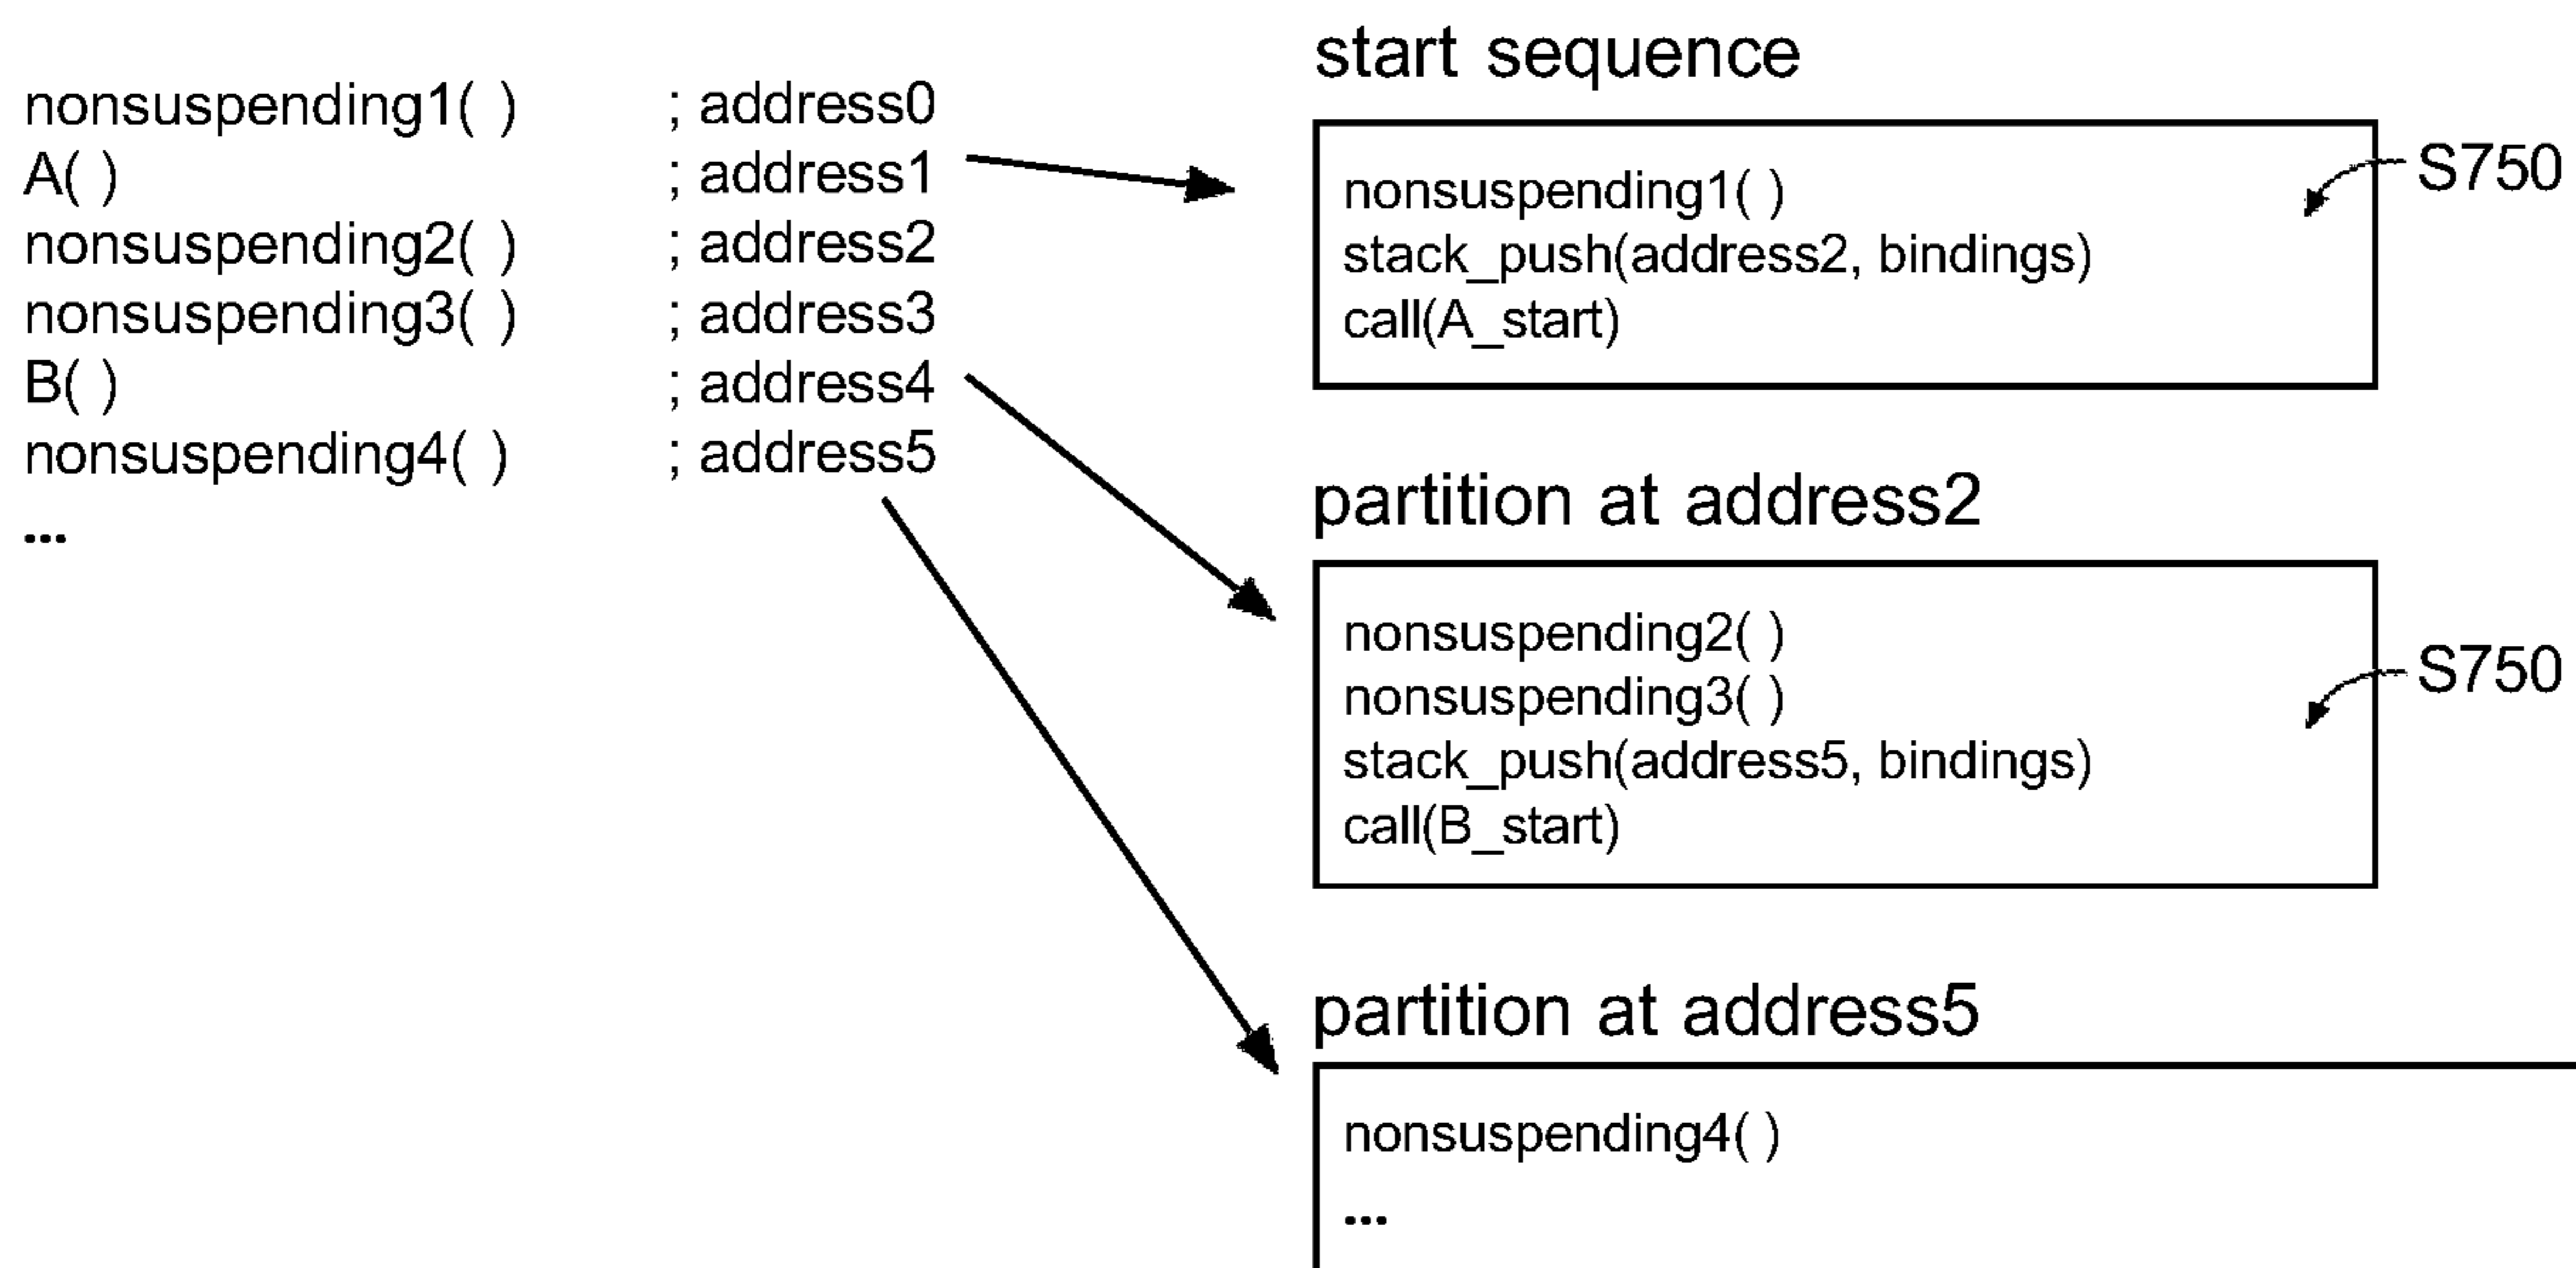 nonsuspending1( ) ; address0
A( ) ; address1
nonsuspending2( ) ; address2
nonsuspending3( ) ; address3
B( ) ; address4
nonsuspending4( ) ; address5
...
start sequence
nonsuspending1( )
stack_push(address2, bindings)
call(A_start)
S750
partition at address2
nonsuspending2( )
nonsuspending3( )
stack_push(address5, bindings)
call(B_start)
S750
partition at address5
nonsuspending4( )
...